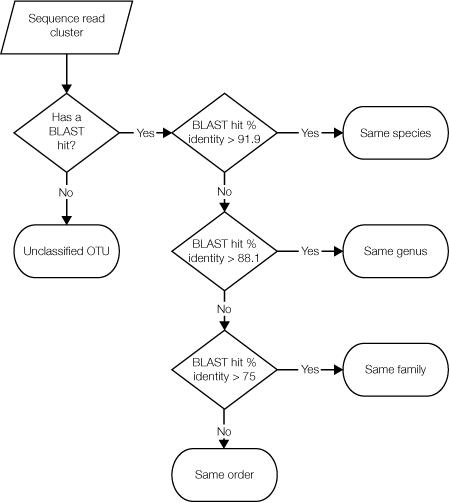 Sequence read
cluster
Has a
BLAST
hit?
Yes
BLAST hit %
identity > 91.9
Yes
Same species
No
No
Unclassified OTU
BLAST hit %
identity > 88.1
Yes
Same genus
No
BLAST hit %
identity > 75
Yes
Same family
No
Same order